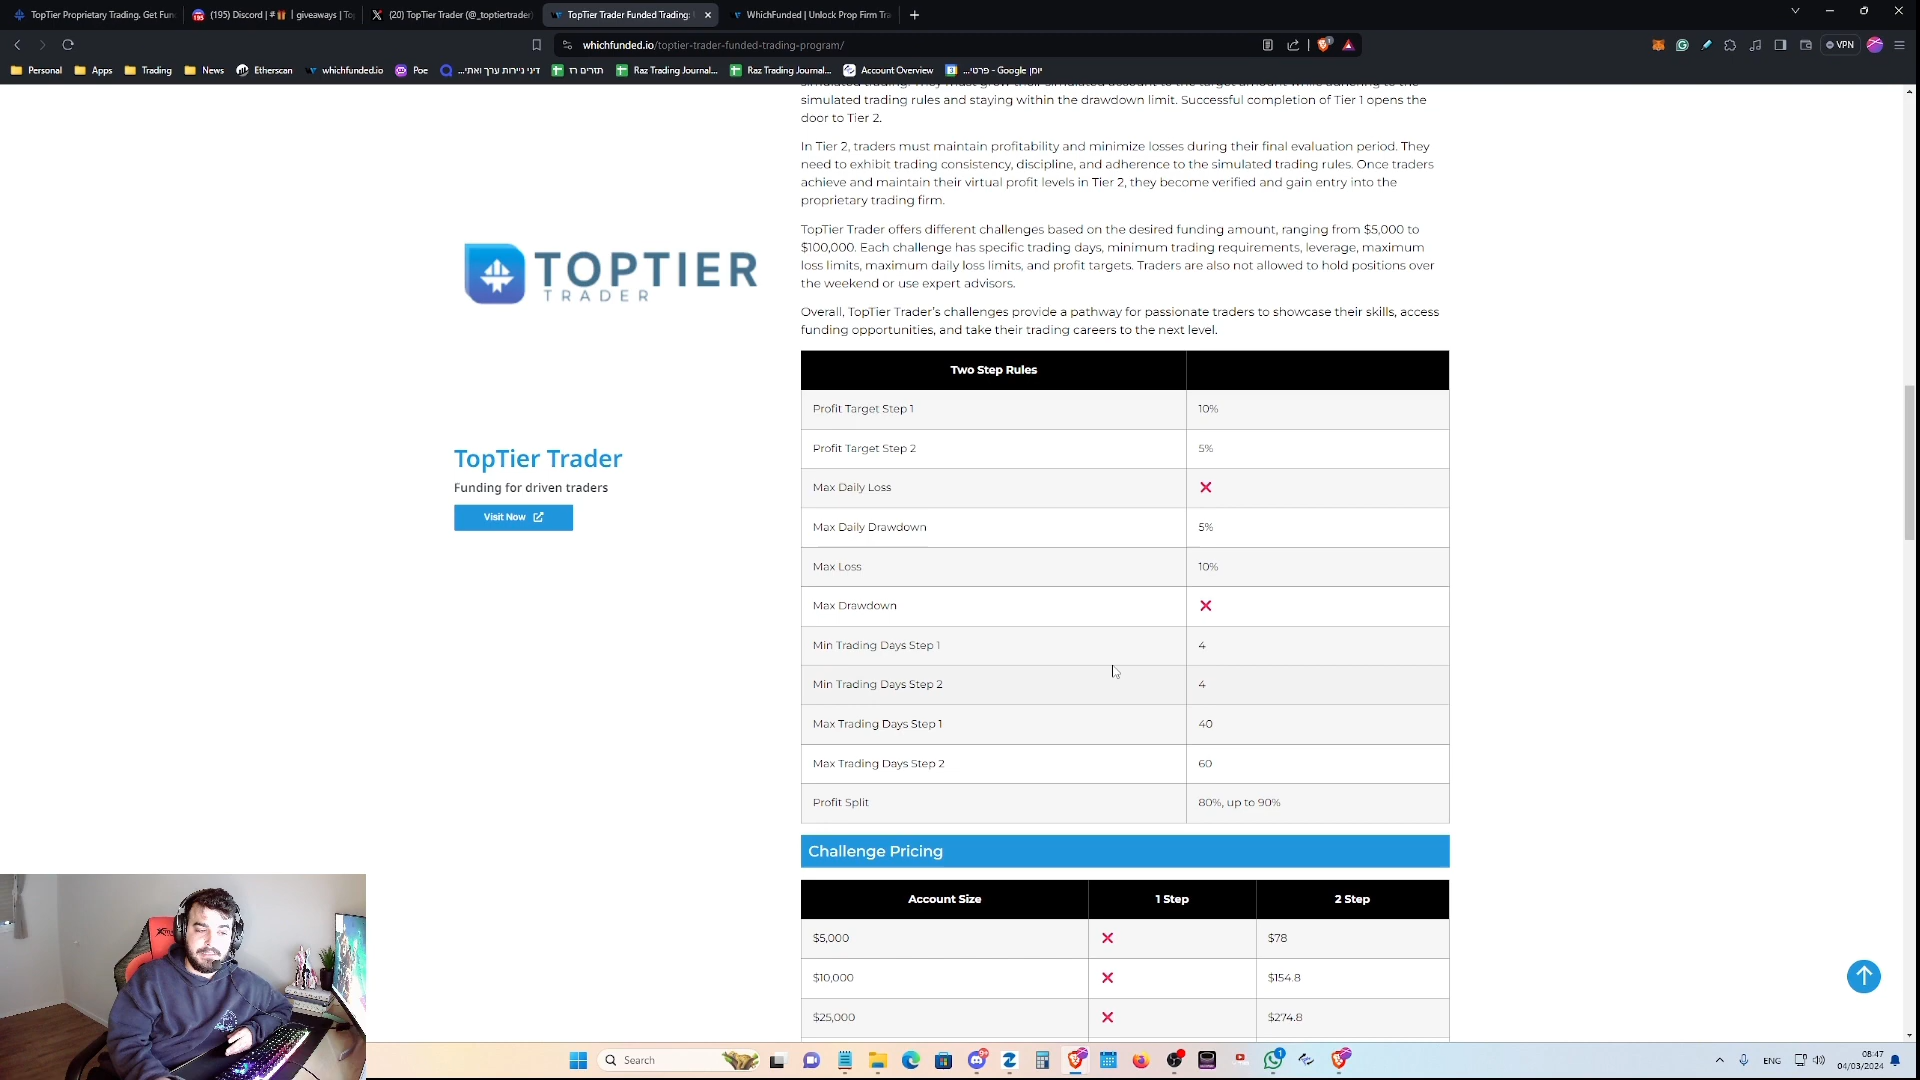 TopTier Proprietary Trading. Get Fun
(195) Discord | # | giveaways | To
(20) TopTier Trader (@_toptiertrader)
TopTier Trader Funded Trading:
WhichFunded | Unlock Prop Firm Tra
whichfunded.io/toptier-trader-funded-trading-program/
VPN
Personal
Apps
Trading
News
Etherscan
whichfunded.io
Poe
דיני ניירות ערך ואתי...
תזרים רז
Raz Trading Journal...
Raz Trading Journal...
Account Overview
יומן Google - פרטי...
simulated trading rules and staying within the drawdown limit. Successful completion of Tier 1 opens the
door to Tier 2.
In Tier 2, traders must maintain profitability and minimize losses during their final evaluation period. They
need to exhibit trading consistency, discipline, and adherence to the simulated trading rules. Once traders
achieve and maintain their virtual profit levels in Tier 2, they become verified and gain entry into the
proprietary trading firm.
TopTier Trader offers different challenges based on the desired funding amount, ranging from $5,000 to
$100,000. Each challenge has specific trading days, minimum trading requirements, leverage, maximum
loss limits, maximum daily loss limits, and profit targets. Traders are also not allowed to hold positions over
the weekend or use expert advisors.
Overall, TopTier Trader's challenges provide a pathway for passionate traders to showcase their skills, access
funding opportunities, and take their trading careers to the next level.
TOPTIER
TRADER
TopTier Trader
Funding for driven traders
Visit Now
Two Step Rules
Profit Target Step 1 10%
Profit Target Step 2 5%
Max Daily Loss ❌
Max Daily Drawdown 5%
Max Loss 10%
Max Drawdown ❌
Min Trading Days Step 1 4
Min Trading Days Step 2 4
Max Trading Days Step 1 40
Max Trading Days Step 2 60
Profit Split 80%, up to 90%
Challenge Pricing
Account Size 1 Step 2 Step
$5,000 ❌ $78
$10,000 ❌ $154.8
$25,000 ❌ $274.8
Search
ENG
08:47
04/03/2024